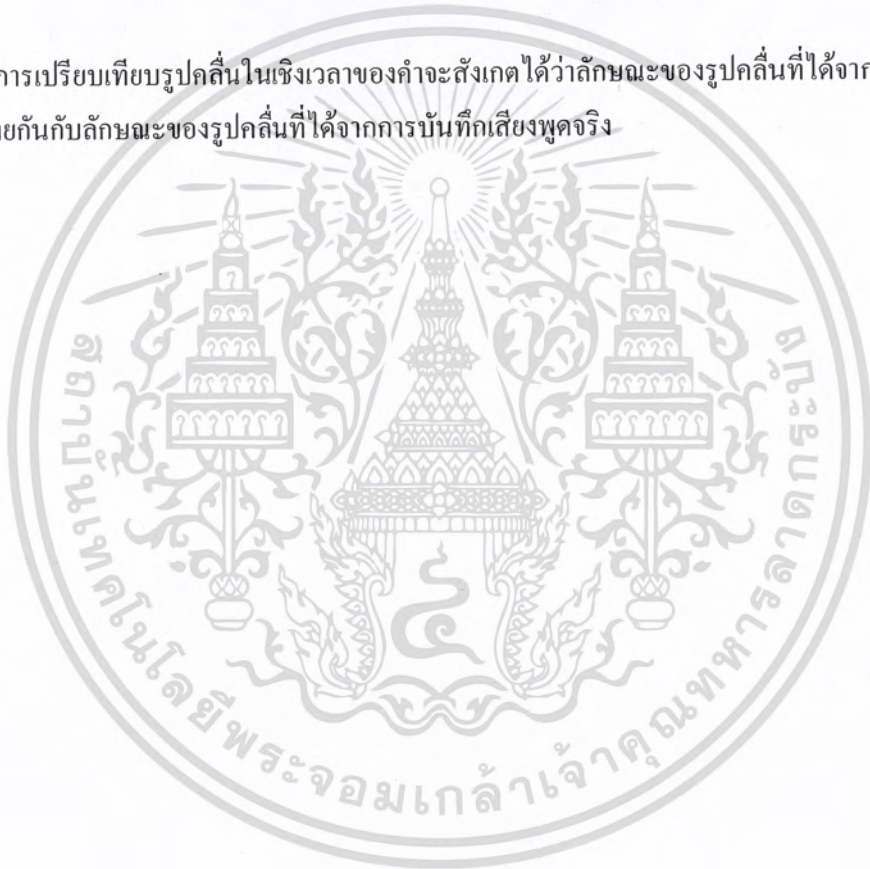 การเปรียบเทียบรูปคลื่นในเชิงเวลาของคำจะสังเกตได้ว่าลักษณะของรูปคลื่นที่ได้จาก
ยกันกับลักษณะของรูปคลื่นที่ได้จากการบันทึกเสียงพูดจริง
สถาบันเทคโนโลยีพระจอมเกล้าเจ้าคุณทหารลาดกระบัง